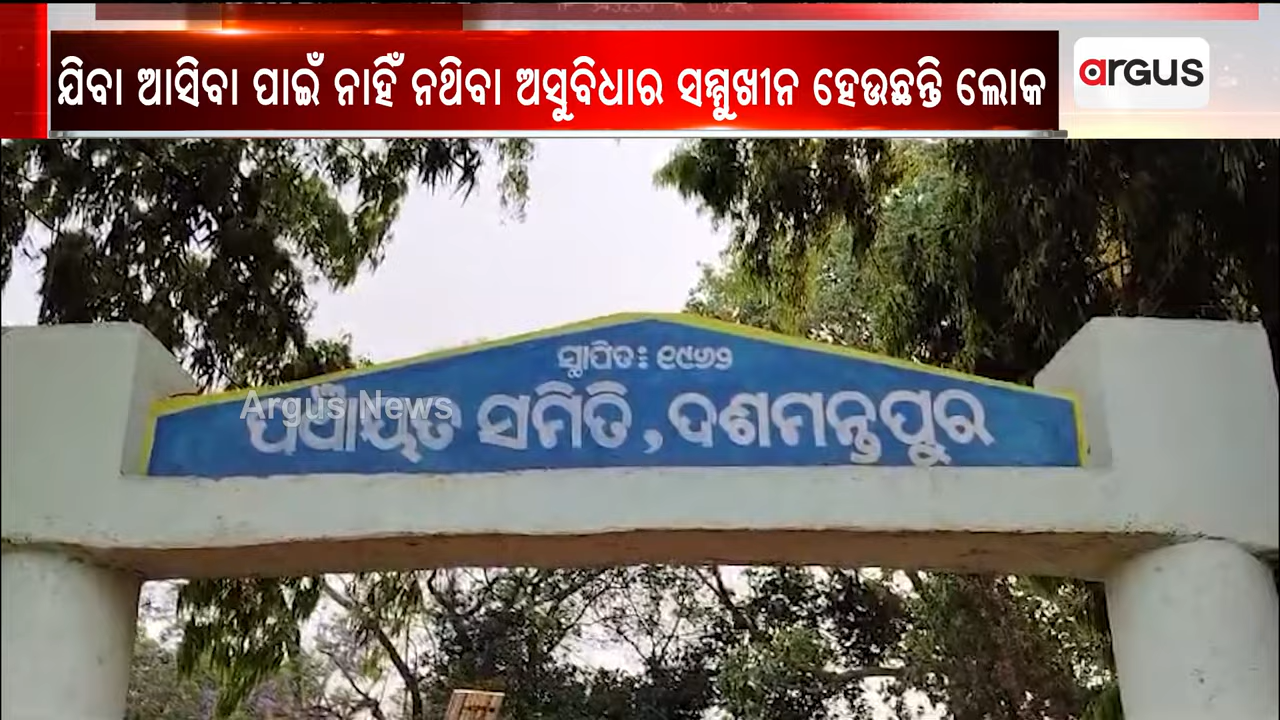 ଯିବା ଆସିବା ପାଇଁ ନାହିଁ ନଥିବା ଅସୁବିଧାର ସମ୍ମୁଖୀନ ହେଉଛନ୍ତି ଲୋକ
argus
ସ୍ଥାପିତ: ୧୯୬୨
Argus News
ପଞ୍ଚାୟତ ସମିତି, ଦଶମନ୍ତପୁର